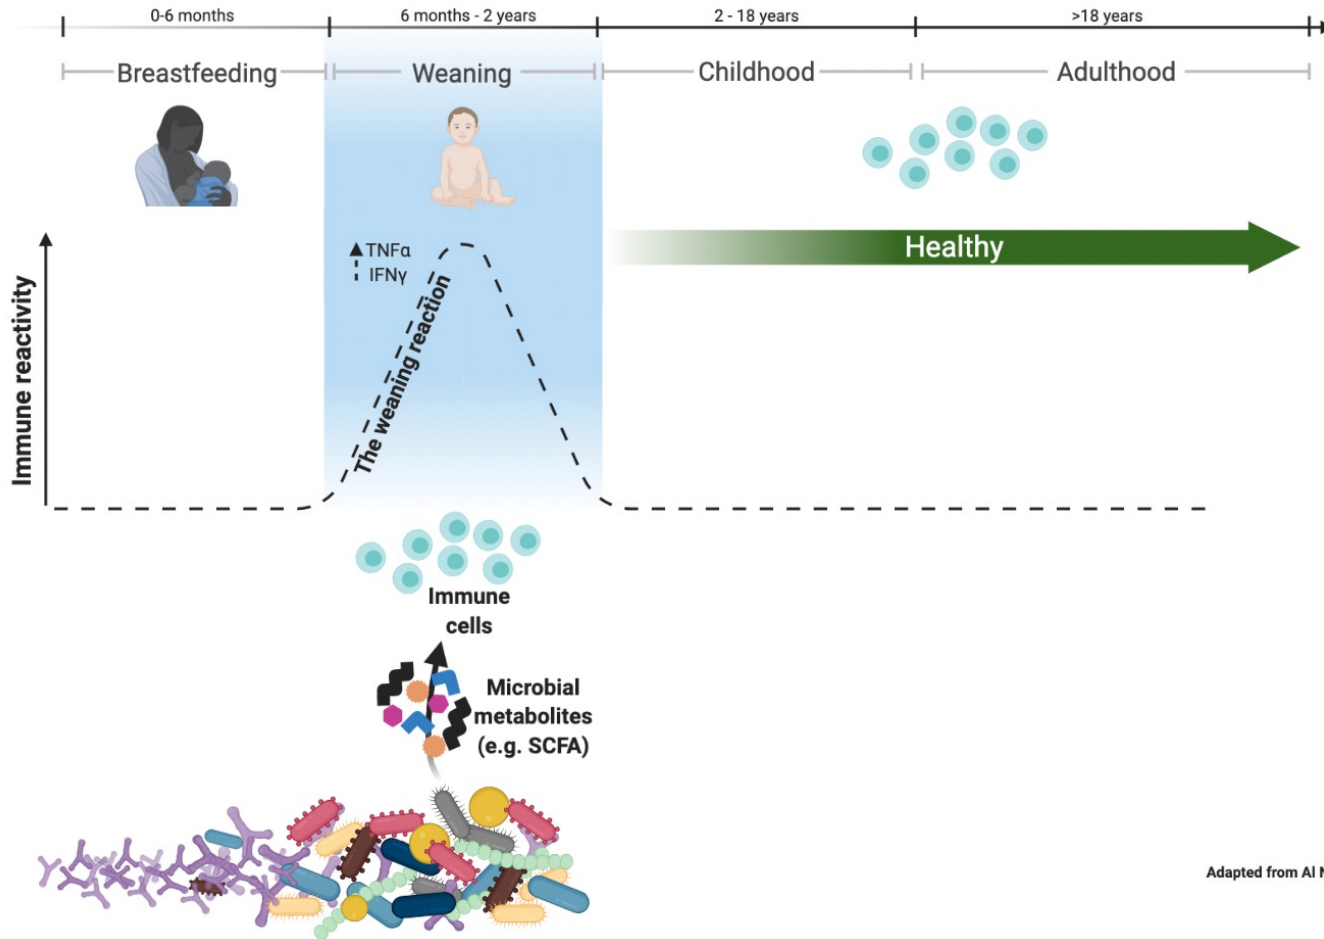 0-6 months
6 months - 2 years
2 - 18 years
>18 years
Breastfeeding
Weaning
Childhood
Adulthood
TNFα
IFNγ
Healthy
Immune reactivity
The weaning reaction
Immune
cells
Microbial
metabolites
(e.g. SCFA)
Adapted from Al